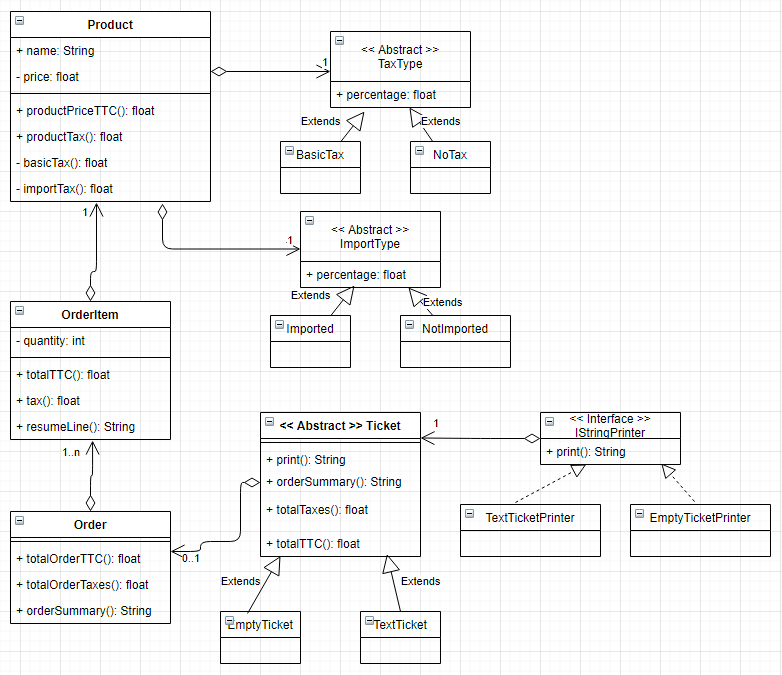 Product
+ name: String
- price: float
+ productPriceTTC(): float
+ productTax(): float
- basicTax(): float
- importTax(): float
1
<< Abstract >>
TaxType
+ percentage: float
Extends
Extends
BasicTax
NoTax
1
1
<< Abstract >>
ImportType
+ percentage: float
Extends
Extends
Imported
NotImported
OrderItem
- quantity: int
+ totalTTC(): float
+ tax(): float
+ resumeLine(): String
1..n
Order
+ totalOrderTTC(): float
+ totalOrderTaxes(): float
+ orderSummary(): String
0..1
<< Abstract >> Ticket
+ print(): String
+ orderSummary(): String
+ totalTaxes(): float
+ totalTTC(): float
1
<< Interface >>
IStringPrinter
+ print(): String
TextTicketPrinter
EmptyTicketPrinter
Extends
Extends
EmptyTicket
TextTicket